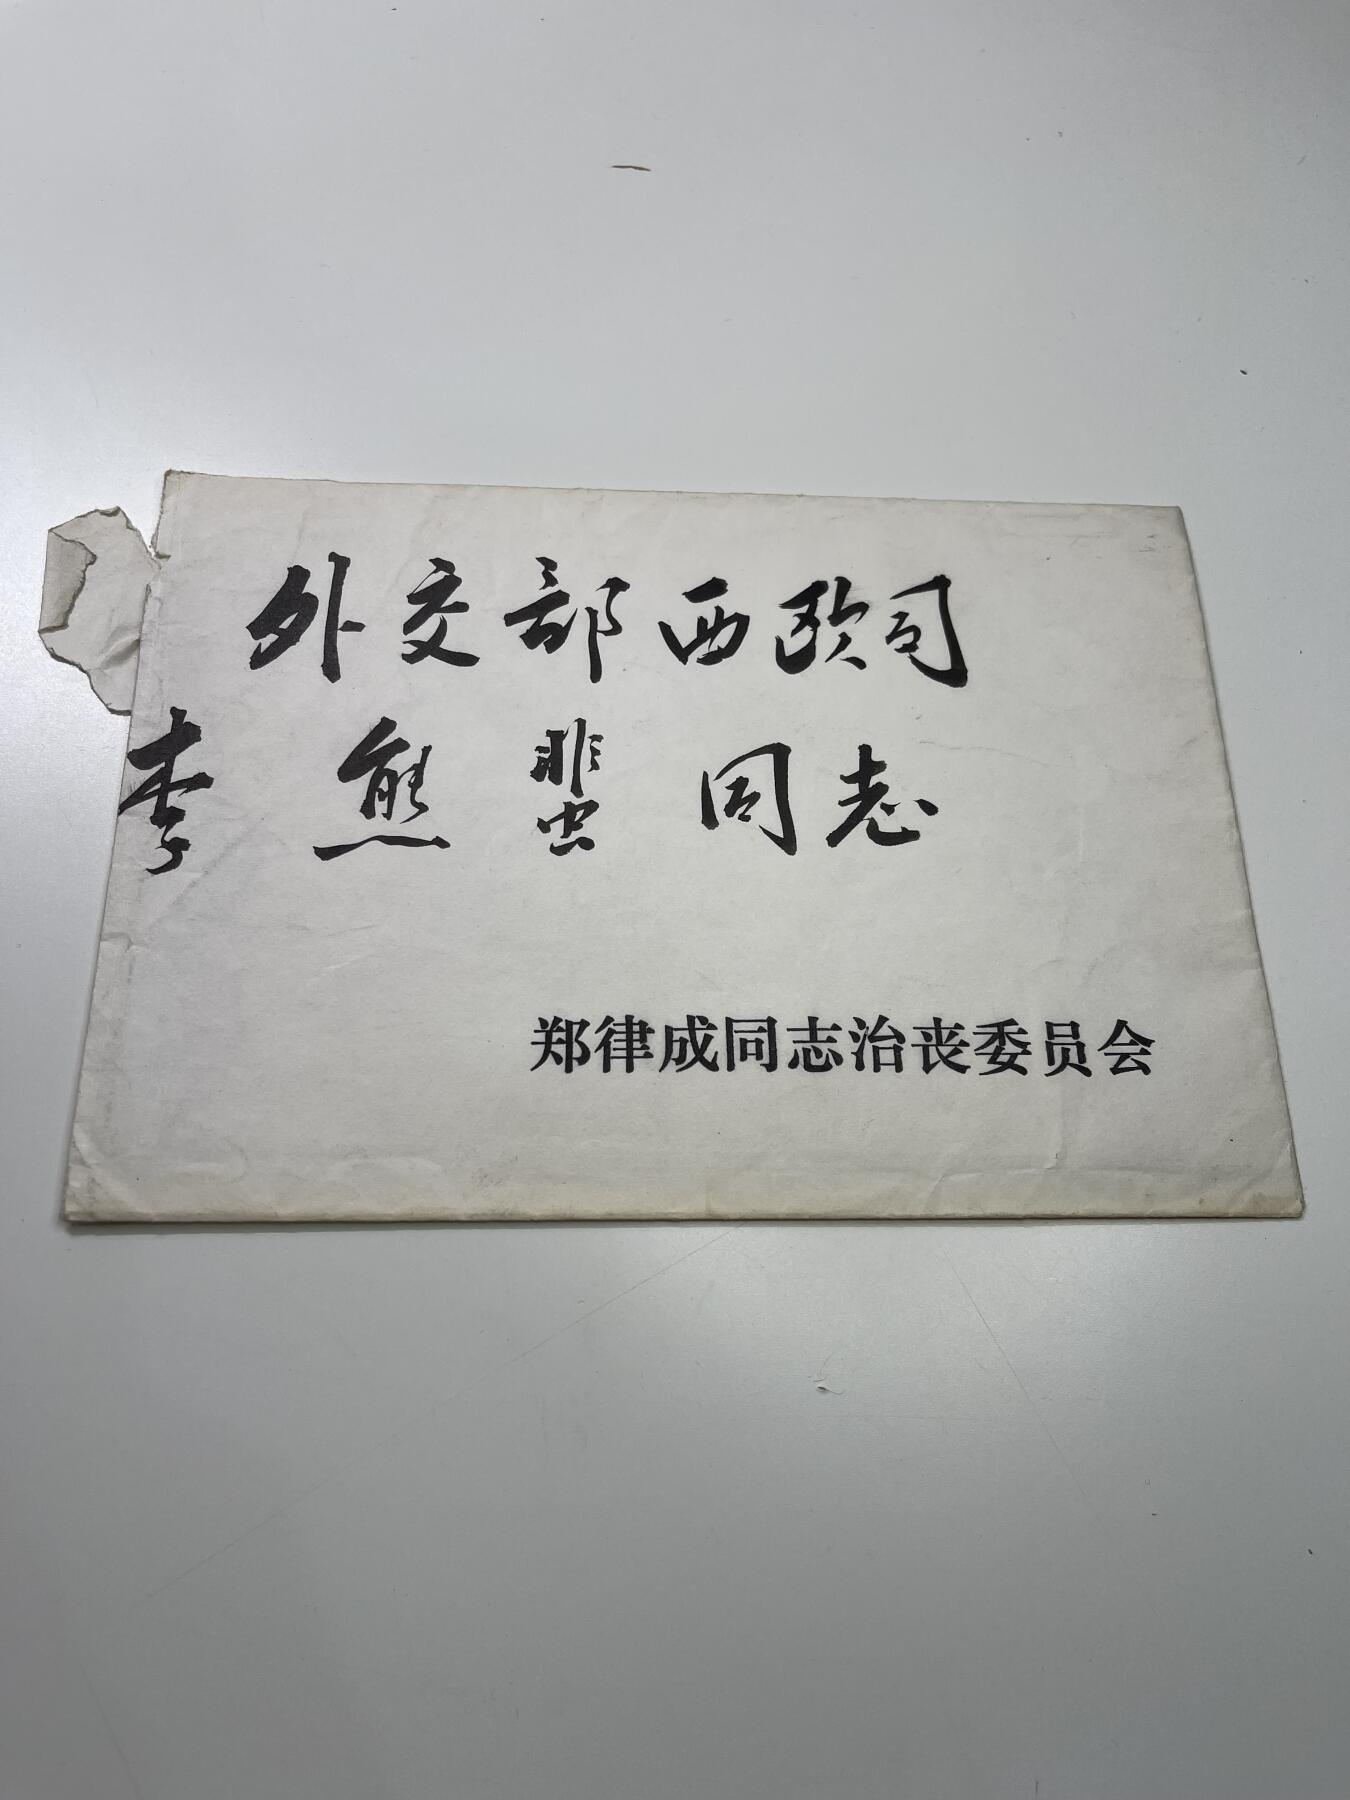 外交部西欧司
李熊蜚同志
郑律成同志治丧委员会